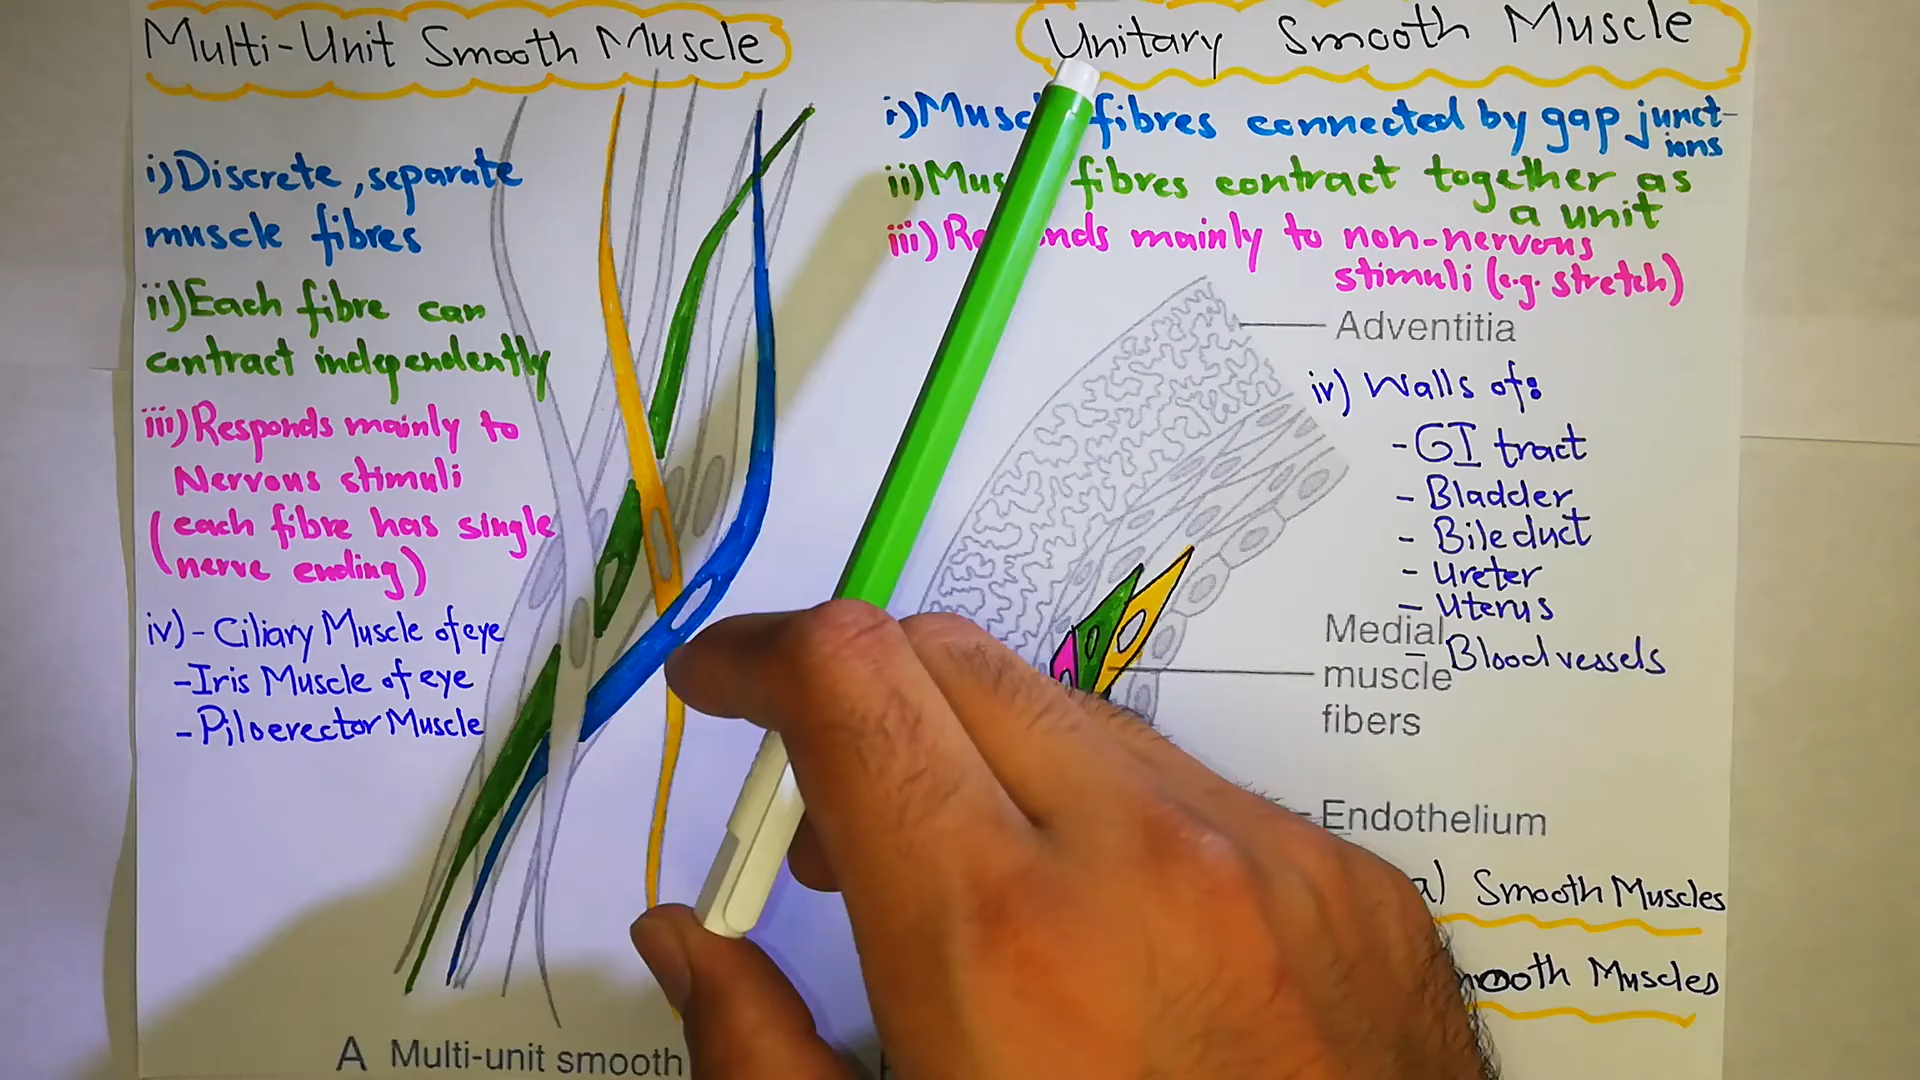 Multi-Unit Smooth Muscle
i) Discrete, separate
muscle fibres
ii) Each fibre can
contract independently
iii) Responds mainly to
Nervous stimuli
(each fibre has single
nerve ending)
iv) - Ciliary Muscle of eye
- Iris Muscle of eye
- Piloerector Muscle
A Multi-unit smooth
Unitary Smooth Muscle
i) fibres connected by gap junct-
ions
ii) fibres contract together as
a unit
iii) mainly to non-nervous
stimuli (e.g. stretch)
Adventitia
iv) Walls of:
- GI tract
- Bladder
- Bile duct
- Ureter
- Uterus
- Blood vessels
Medial
muscle
fibers
Endothelium
a) Smooth Muscles
Muscles